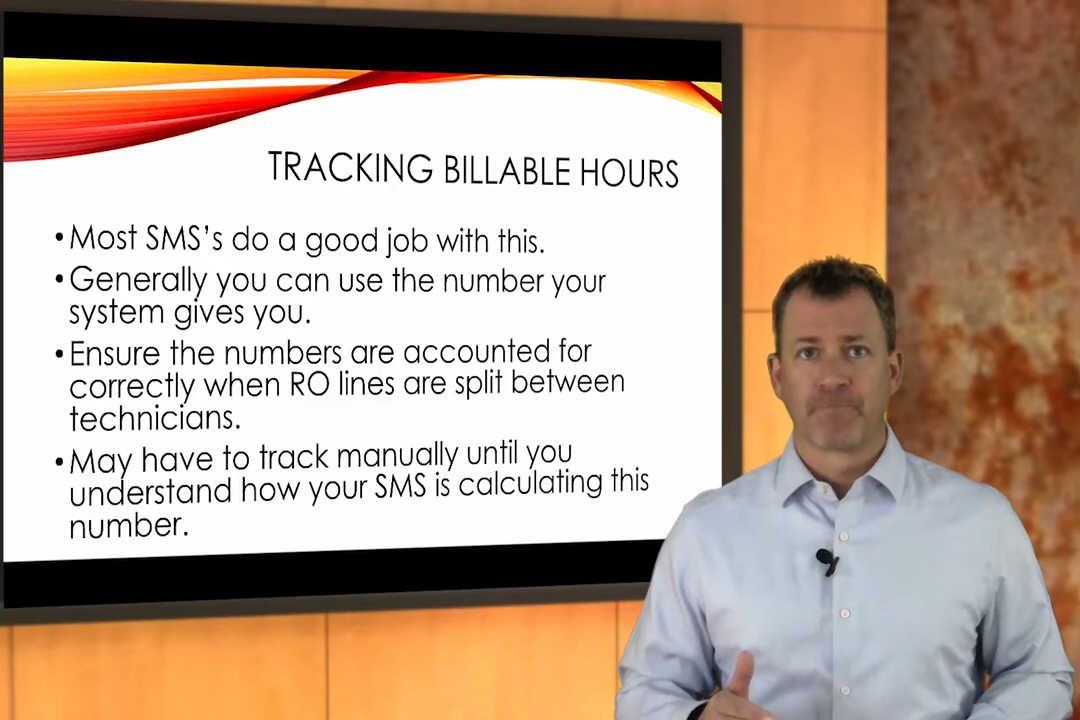 TRACKING BILLABLE HOURS
•Most SMS's do a good job with this.
•Generally you can use the number your
system gives you.
•Ensure the numbers are accounted for
correctly when RO lines are split between
technicians.
•May have to track manually until you
understand how your SMS is calculating this
number.